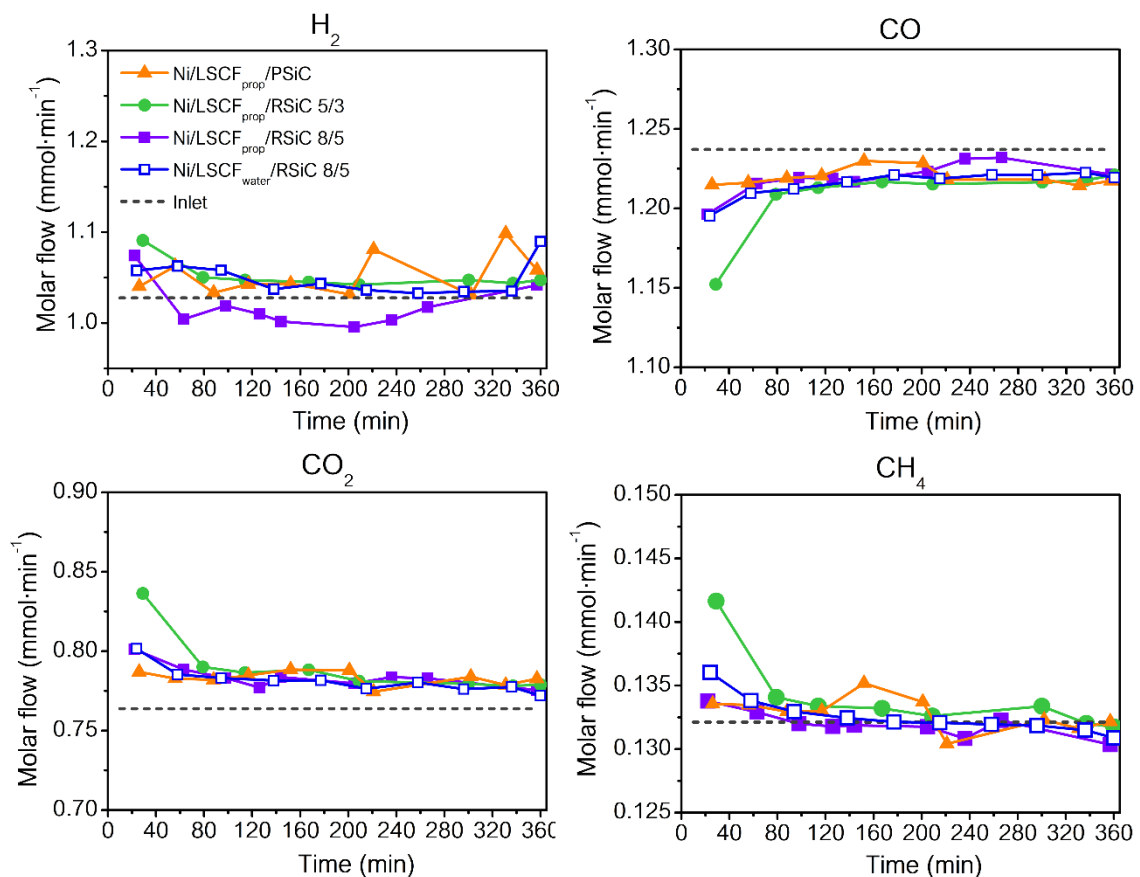 H2
Molar flow (mmol·min-1)
1.3
1.2
1.1
1.0
Ni/LSCFprop/PSiC
Ni/LSCFprop/RSiC 5/3
Ni/LSCFprop/RSiC 8/5
Ni/LSCFwater/RSiC 8/5
Inlet
0 40 80 120 160 200 240 280 320 360
Time (min)
CO
Molar flow (mmol·min-1)
1.30
1.25
1.20
1.15
1.10
0 40 80 120 160 200 240 280 320 360
Time (min)
CO2
Molar flow (mmol·min-1)
0.90
0.85
0.80
0.75
0.70
0 40 80 120 160 200 240 280 320 360
Time (min)
CH4
Molar flow (mmol·min-1)
0.150
0.145
0.140
0.135
0.130
0.125
0 40 80 120 160 200 240 280 320 360
Time (min)